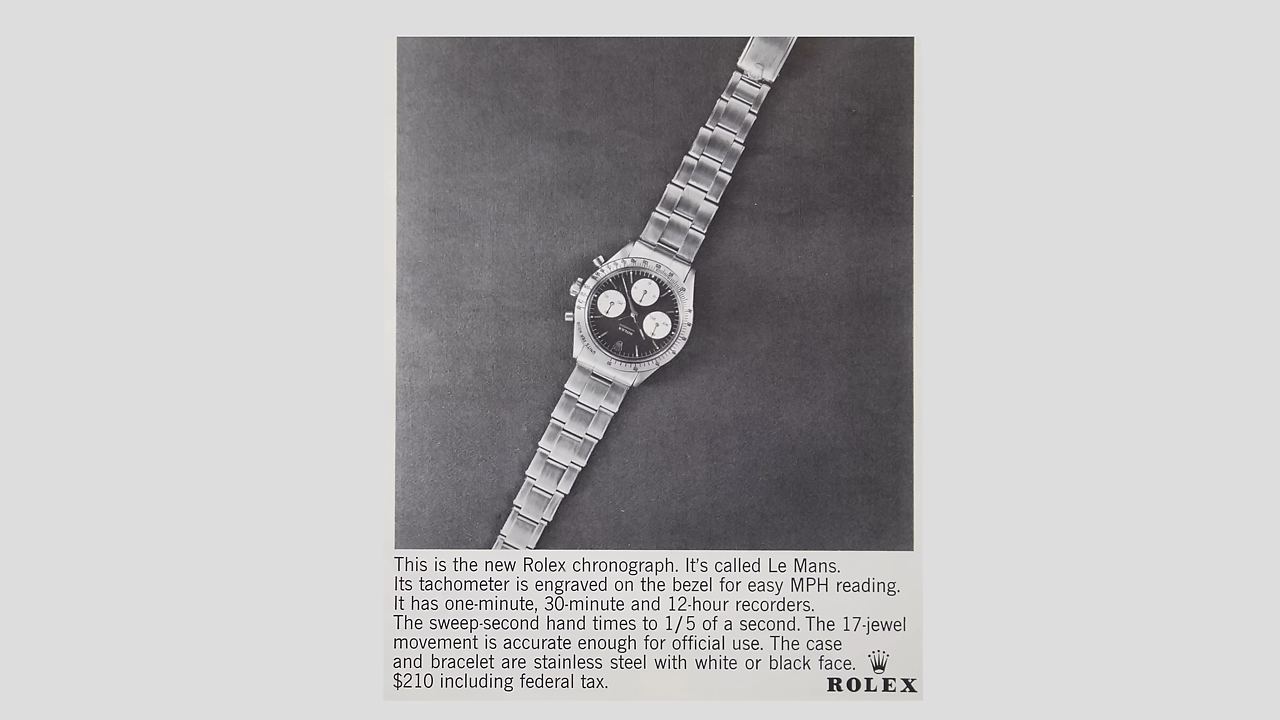 This is the new Rolex chronograph. It's called Le Mans.
Its tachometer is engraved on the bezel for easy MPH reading.
It has one-minute, 30-minute and 12-hour recorders.
The sweep-second hand times to 1/5 of a second. The 17-jewel
movement is accurate enough for official use. The case
and bracelet are stainless steel with white or black face.
$210 including federal tax.
ROLEX